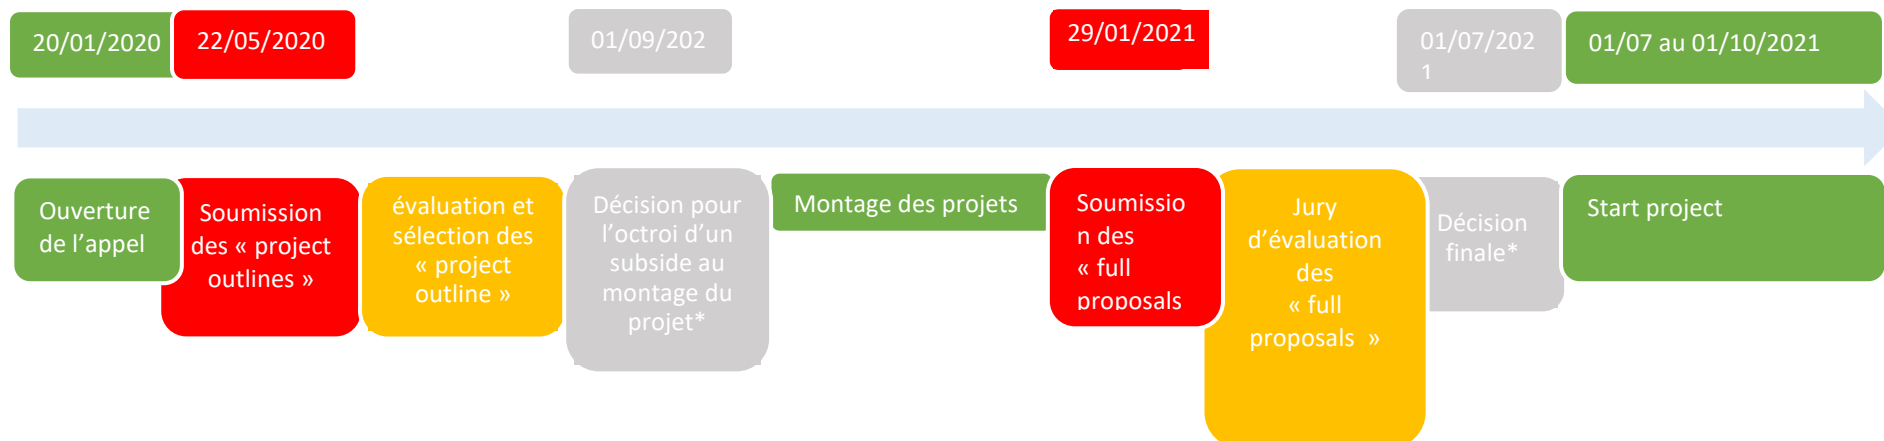 20/01/2020
22/05/2020
01/09/202
29/01/2021
01/07/202
1
01/07 au 01/10/2021
Ouverture
de l’appel
Soumission
des « project
outlines »
évaluation et
sélection des
« project
outline »
Décision pour
l’octroi d’un
subside au
montage du
projet*
Montage des projets
Soumissio
n des
« full
proposals
Jury
d’évaluation
des
« full
proposals »
Décision
finale*
Start project